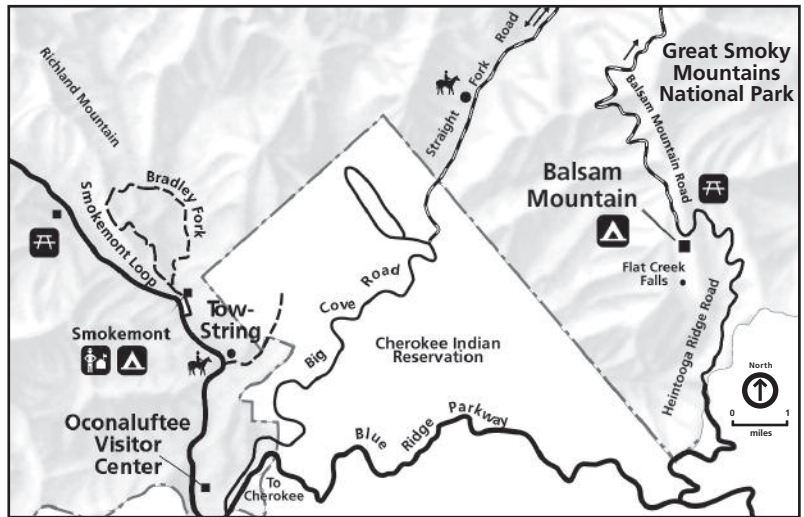 Great Smoky
Mountains
National Park
Richland Mountain
Bradley Fork
Smokemont Loop
Straight Fork Road
Balsam Mountain Road
Balsam
Mountain
Flat Creek
Falls
Heintooga Ridge Road
Tow-
String
Smokemont
Big Cove Road
Cherokee Indian
Reservation
Blue Ridge Parkway
Oconaluftee
Visitor
Center
To
Cherokee
North
0 1
miles